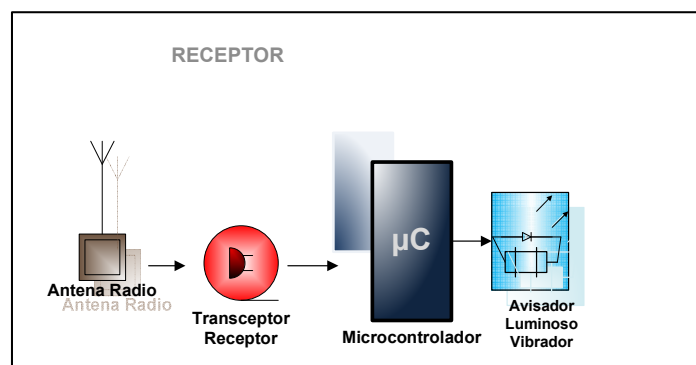 RECEPTOR
µC
Antena Radio
Antena Radio
Transceptor
Receptor
Microcontrolador
Avisador
Luminoso
Vibrador